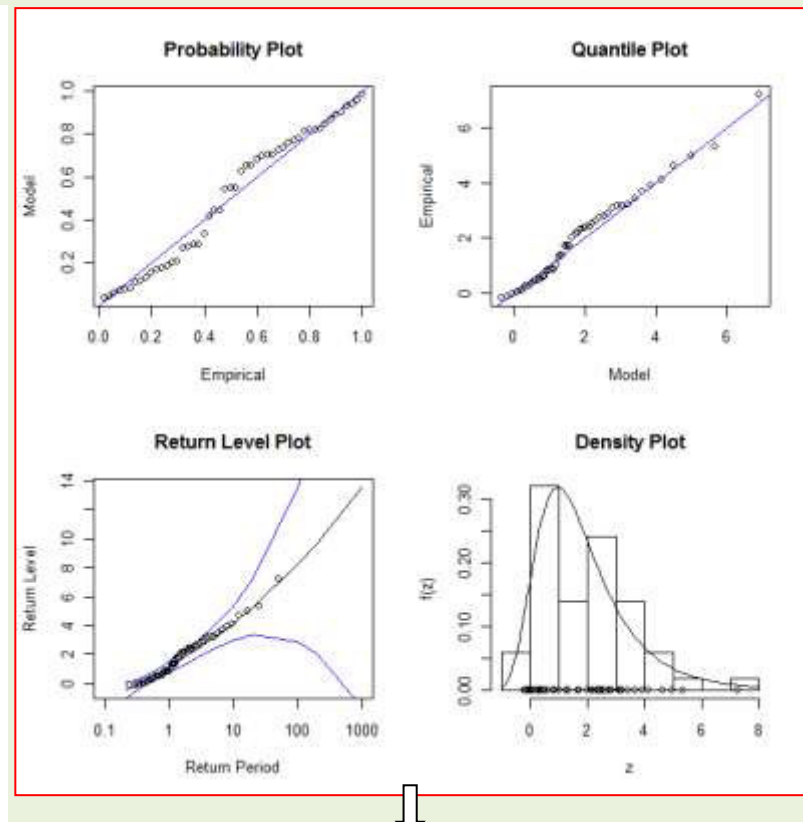 Probability Plot
Model
0.2 0.4 0.6 0.8 1.0
0.0 0.2 0.4 0.6 0.8 1.0
Empirical
Quantile Plot
Empirical
0 2 4 6
0 2 4 6
Model
Return Level Plot
Return Level
0 2 4 6 8 10 14
0.1 1 10 100 1000
Return Period
Density Plot
f(z)
0.00 0.10 0.20 0.30
0 2 4 6 8
z